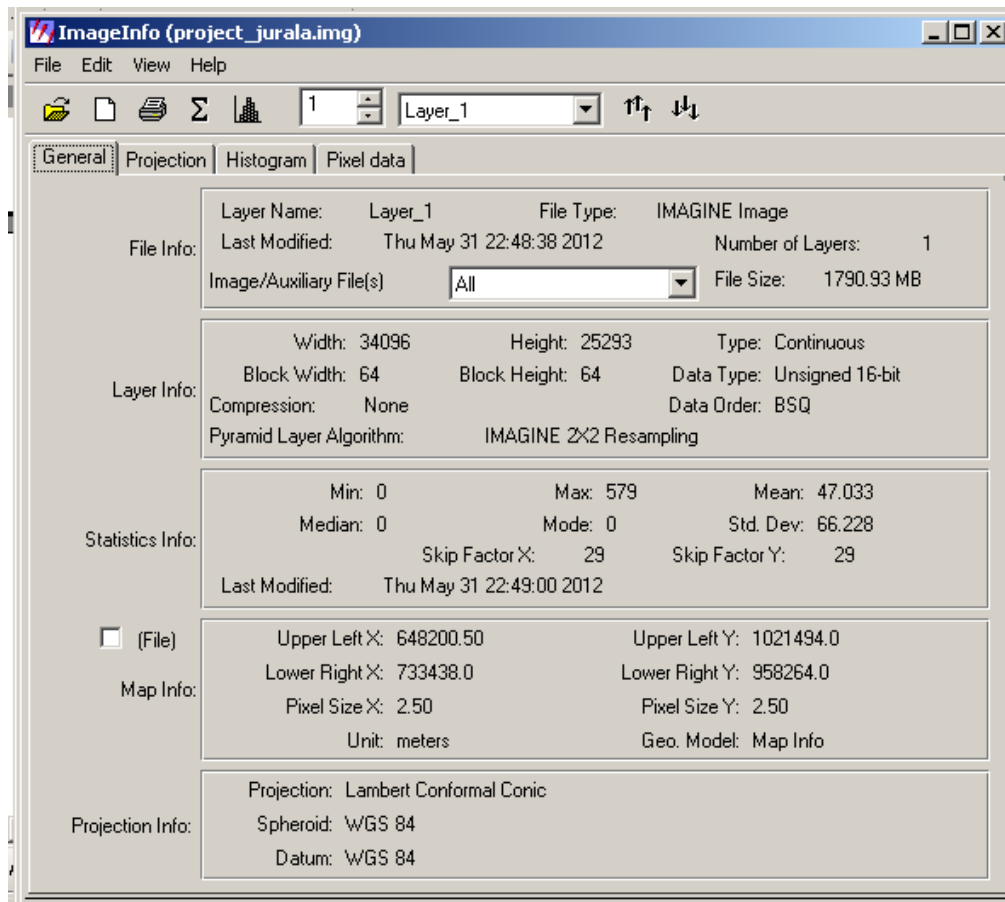 ImageInfo (project_jurala.img)
File Edit View Help
Σ 1 Layer_1
General Projection Histogram Pixel data
File Info:
Layer Name: Layer_1 File Type: IMAGINE Image
Last Modified: Thu May 31 22:48:38 2012 Number of Layers: 1
Image/Auxiliary File(s) All File Size: 1790.93 MB
Layer Info:
Width: 34096 Height: 25293 Type: Continuous
Block Width: 64 Block Height: 64 Data Type: Unsigned 16-bit
Compression: None Data Order: BSQ
Pyramid Layer Algorithm: IMAGINE 2X2 Resampling
Statistics Info:
Min: 0 Max: 579 Mean: 47.033
Median: 0 Mode: 0 Std. Dev: 66.228
Skip Factor X: 29 Skip Factor Y: 29
Last Modified: Thu May 31 22:49:00 2012
(File)
Map Info:
Upper Left X: 648200.50 Upper Left Y: 1021494.0
Lower Right X: 733438.0 Lower Right Y: 958264.0
Pixel Size X: 2.50 Pixel Size Y: 2.50
Unit: meters Geo. Model: Map Info
Projection Info:
Projection: Lambert Conformal Conic
Spheroid: WGS 84
Datum: WGS 84